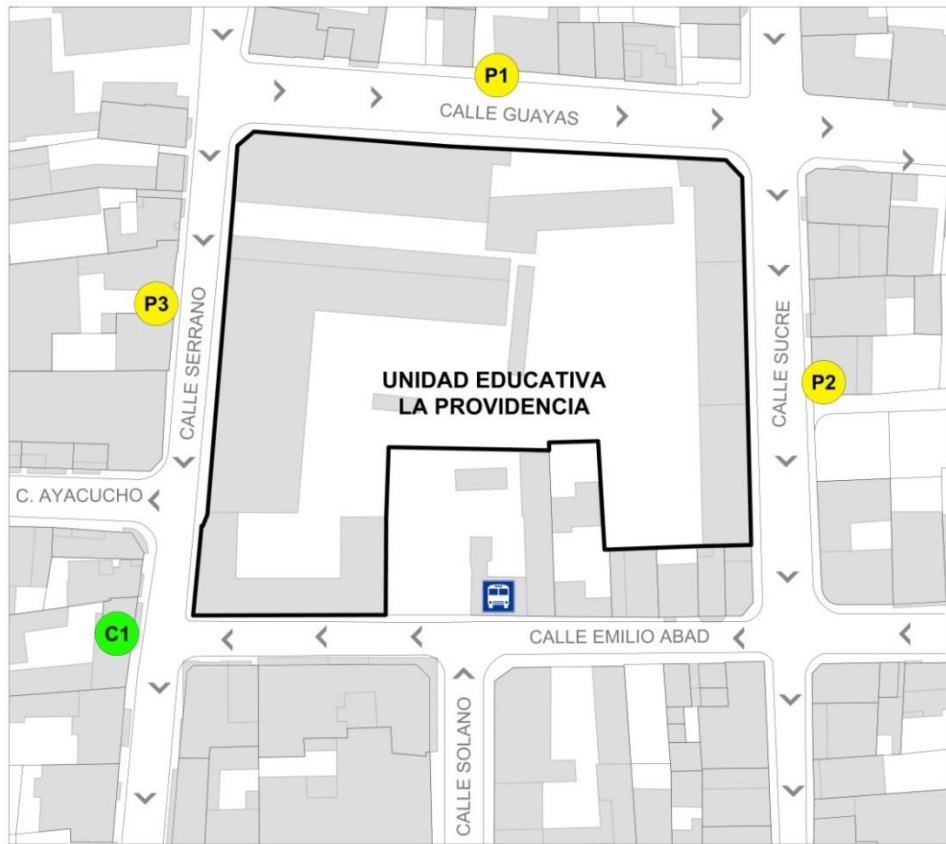 P1
CALLE GUAYAS
P3
CALLE SERRANO
CALLE SUCRE
UNIDAD EDUCATIVA
LA PROVIDENCIA
P2
C. AYACUCHO
C1
CALLE EMILIO ABAD
CALLE SOLANO